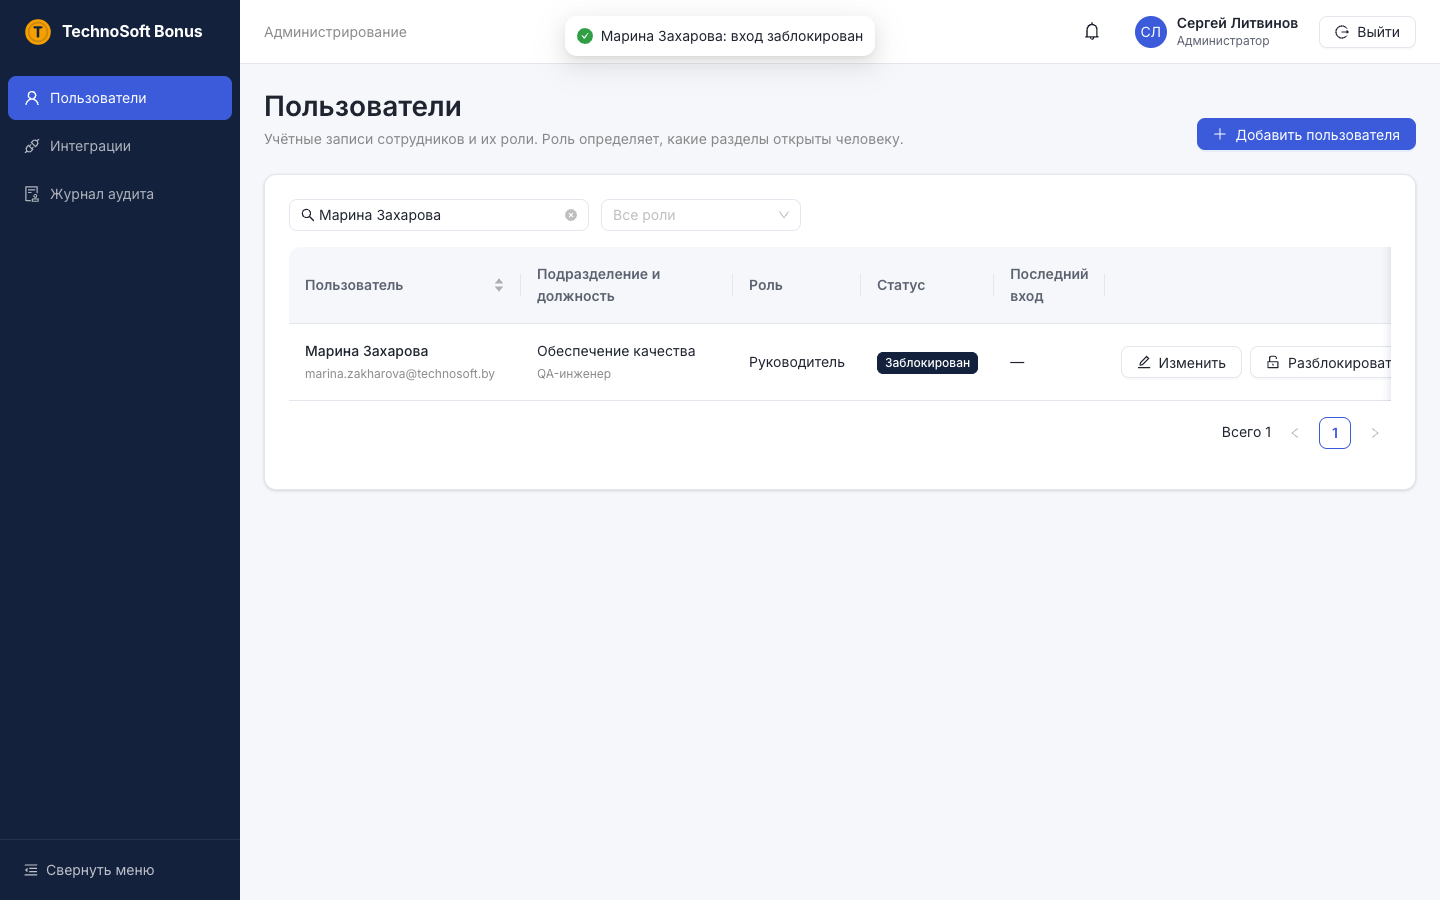 TechnoSoft Bonus
Администрирование
Марина Захарова: вход заблокирован
СЛ
Сергей Литвинов
Администратор
Выйти
Пользователи
Интеграции
Журнал аудита
Свернуть меню
Пользователи
Учётные записи сотрудников и их роли. Роль определяет, какие разделы открыты человеку.
Добавить пользователя
Марина Захарова
Все роли
Пользователь
Подразделение и
должность
Роль
Статус
Последний
вход
Марина Захарова
marina.zakharova@technosoft.by
Обеспечение качества
QA-инженер
Руководитель
Заблокирован
—
Изменить
Разблокироват
Всего 1
1